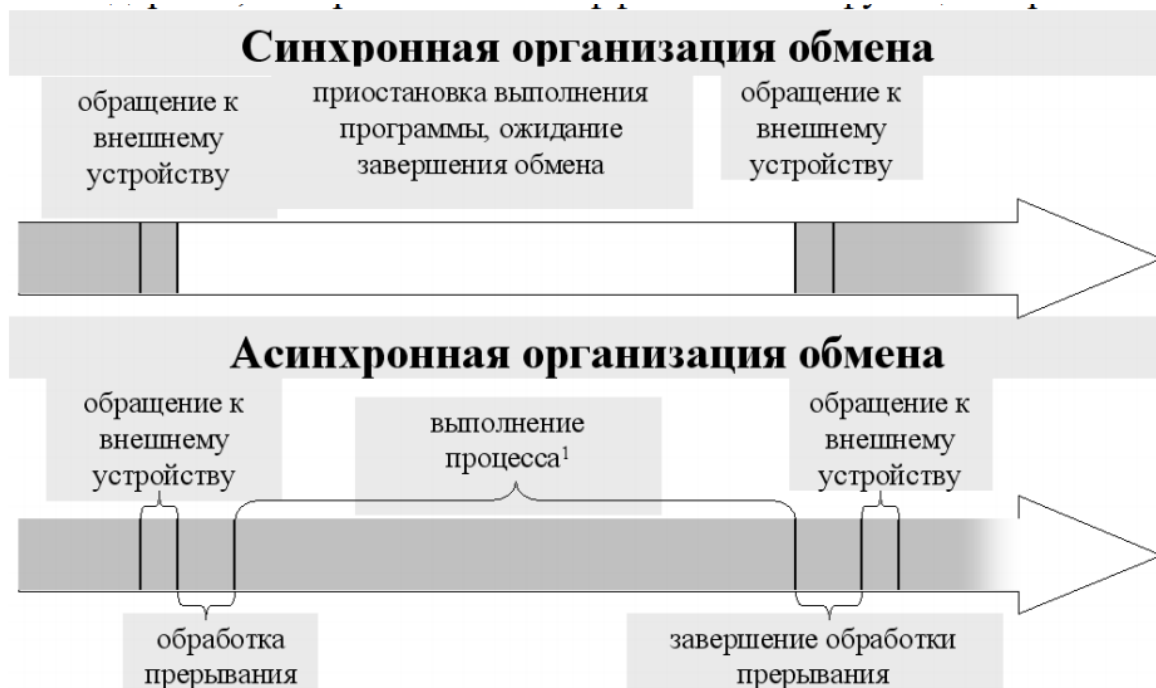 Синхронная организация обмена
обращение к
внешнему
устройству
приостановка выполнения
программы, ожидание
завершения обмена
обращение к
внешнему
устройству
Асинхронная организация обмена
обращение к
внешнему
устройству
выполнение
процесса¹
обращение к
внешнему
устройству
обработка
прерывания
завершение обработки
прерывания